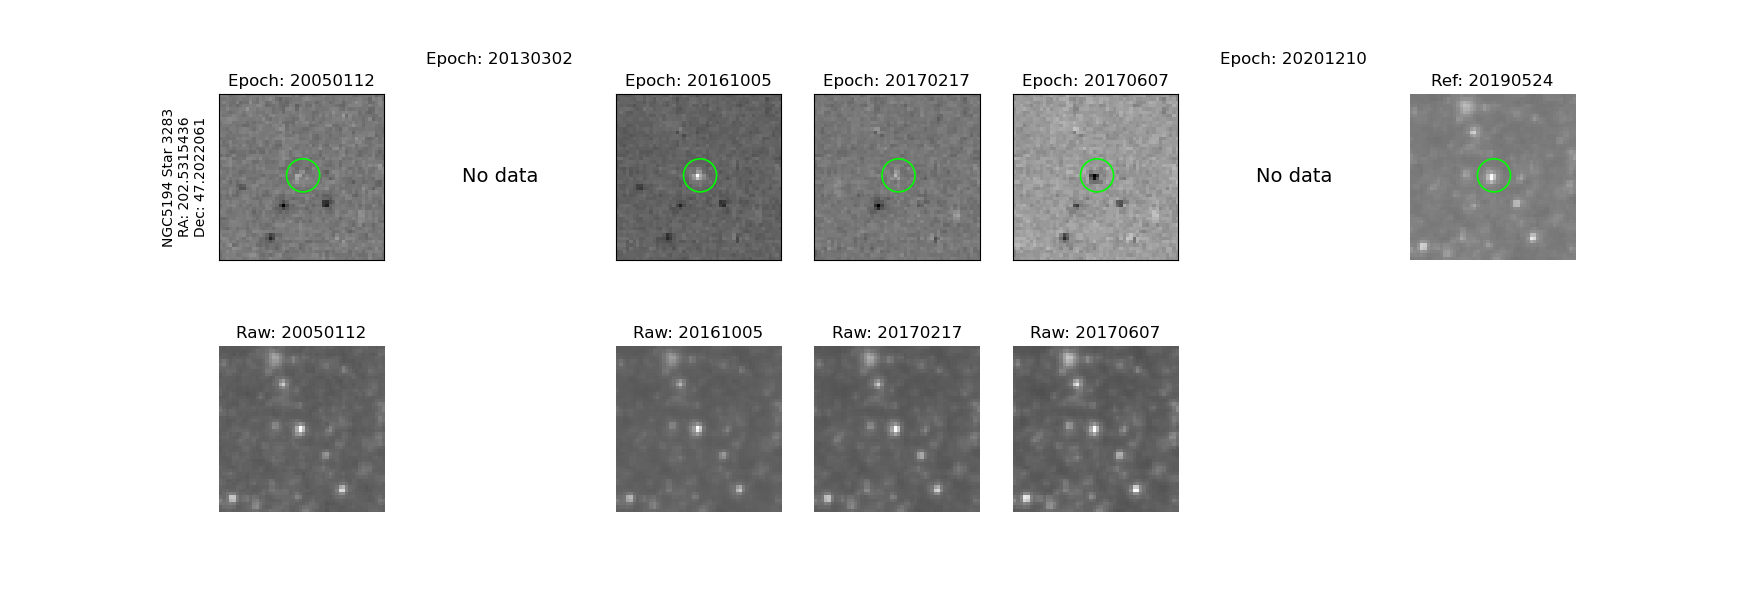 Epoch: 20130302
Epoch: 20201210
Epoch: 20050112
Epoch: 20161005
Epoch: 20170217
Epoch: 20170607
Ref: 20190524
NGC5194 Star 3283
RA: 202.5315436
Dec: 47.2022061
No data
No data
Raw: 20050112
Raw: 20161005
Raw: 20170217
Raw: 20170607